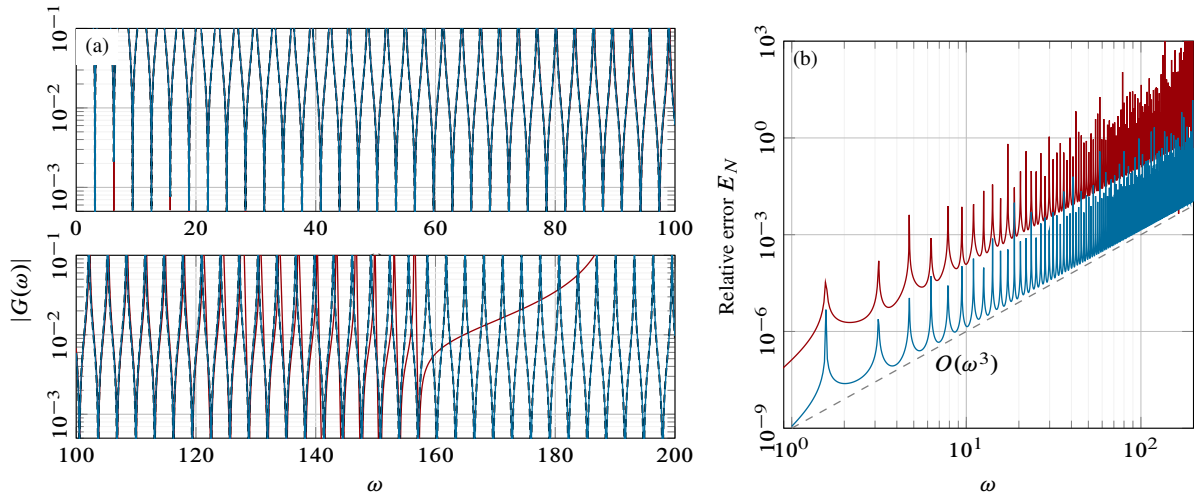 (a)
10^{-1}
10^{-2}
10^{-3}
0 20 40 60 80 100
|G(ω)|
10^{-1}
10^{-2}
10^{-3}
100 120 140 160 180 200
ω
(b)
Relative error E_N
10^3
10^0
10^{-3}
10^{-6}
10^{-9}
O(ω^3)
10^0 10^1 10^2
ω